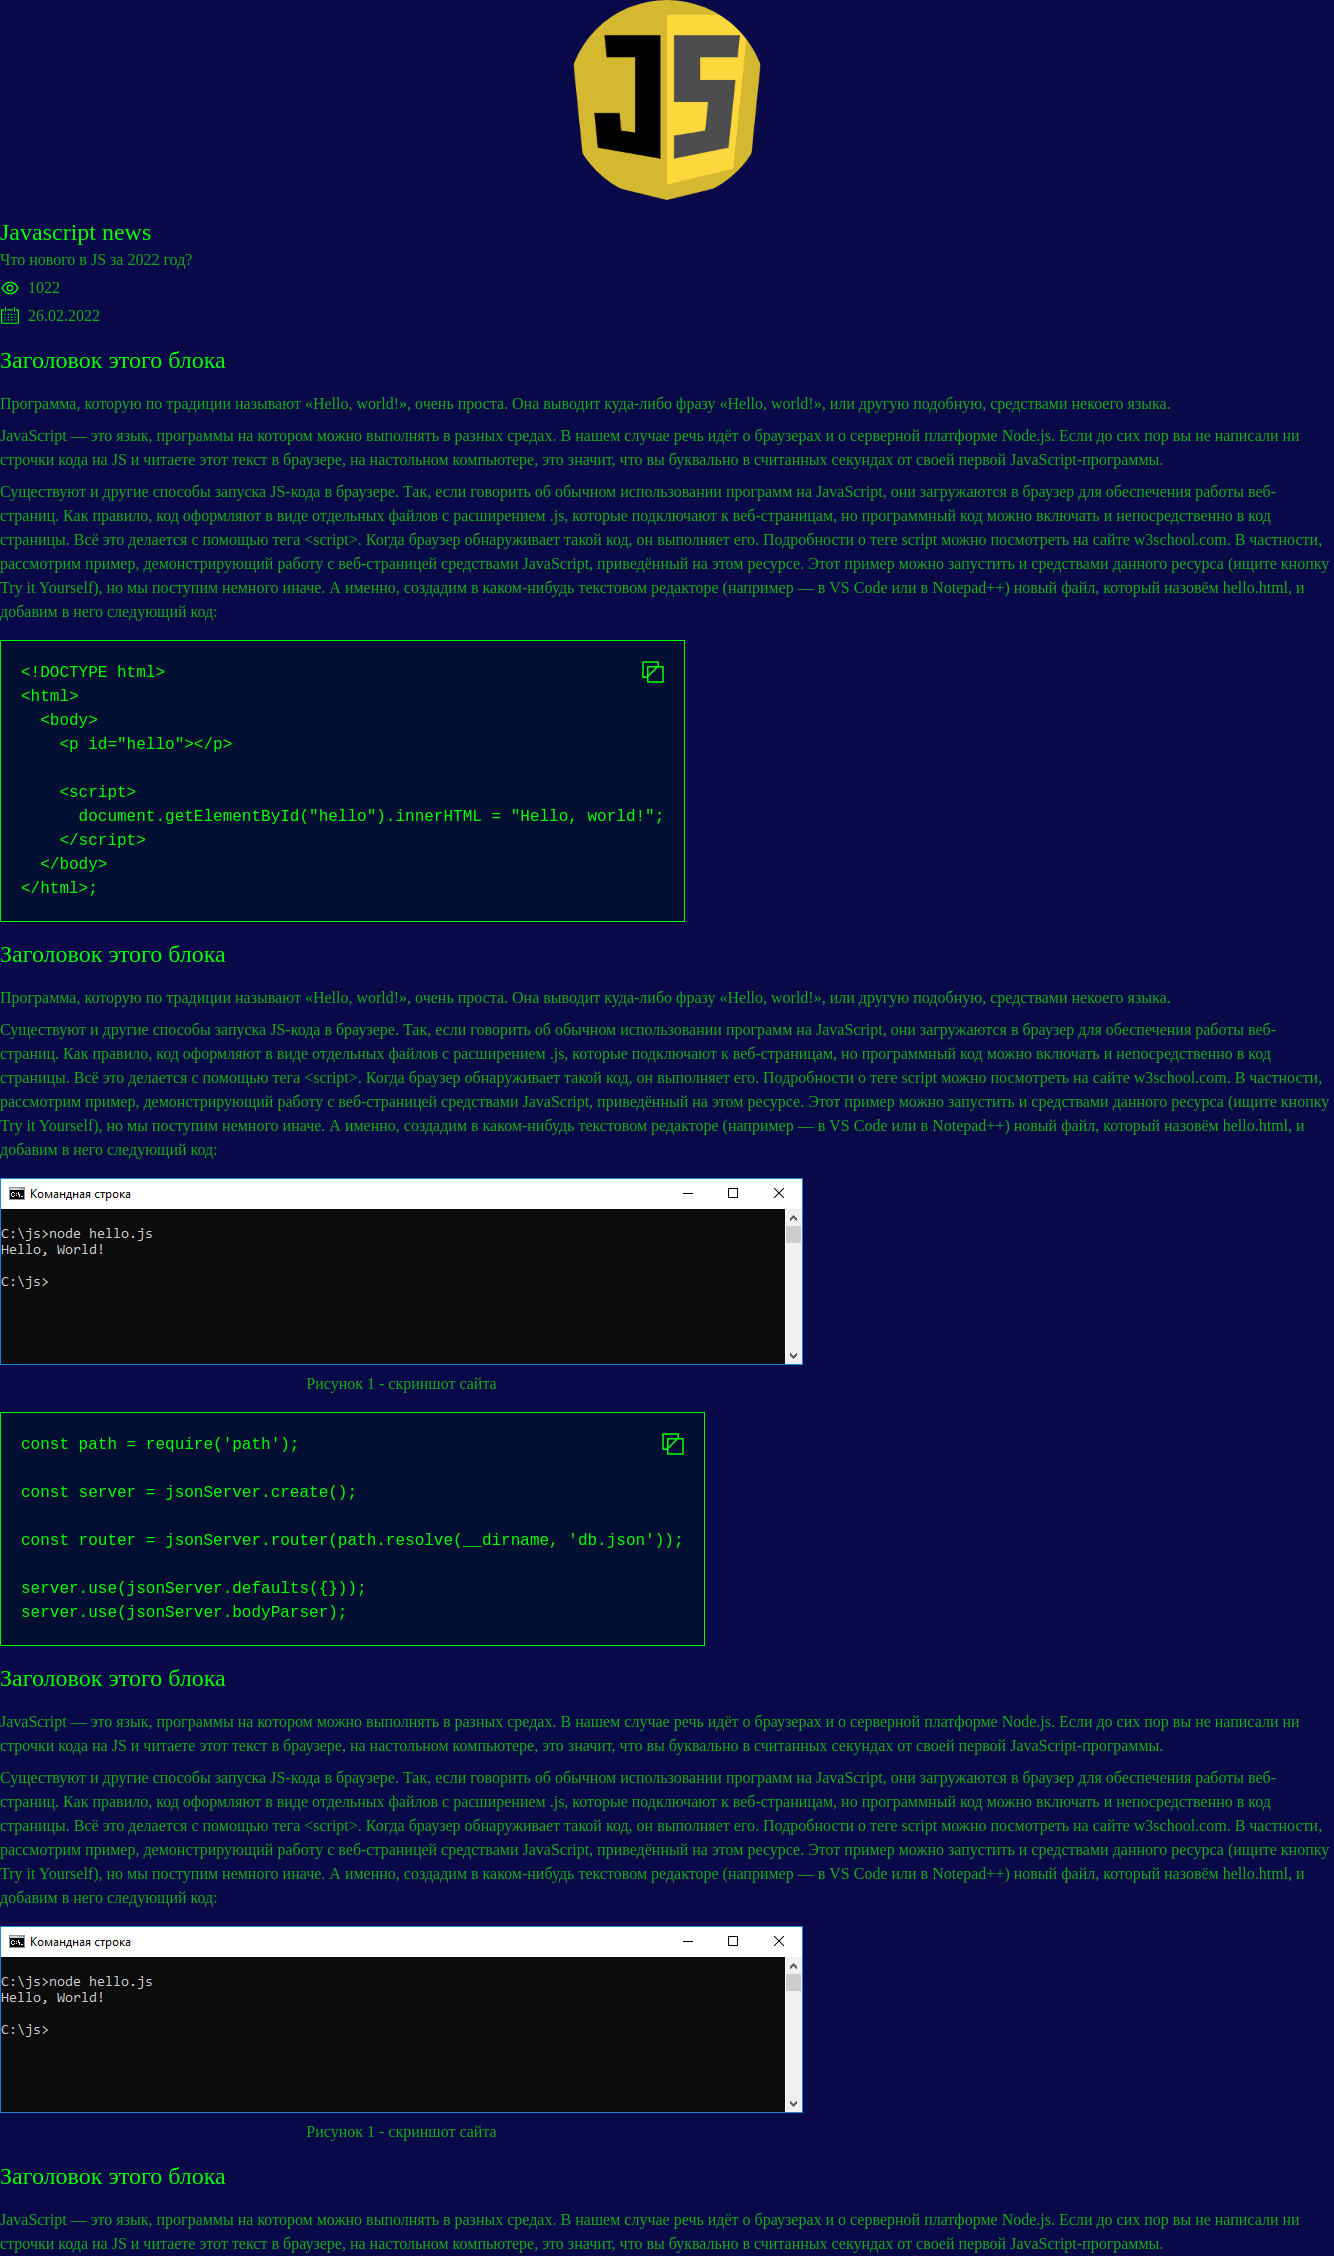 JS
Javascript news
Что нового в JS за 2022 год?
1022
26.02.2022
Заголовок этого блока
Программа, которую по традиции называют «Hello, world!», очень проста. Она выводит куда-либо фразу «Hello, world!», или другую подобную, средствами некоего языка.
JavaScript — это язык, программы на котором можно выполнять в разных средах. В нашем случае речь идёт о браузерах и о серверной платформе Node.js. Если до сих пор вы не написали ни
строчки кода на JS и читаете этот текст в браузере, на настольном компьютере, это значит, что вы буквально в считанных секундах от своей первой JavaScript-программы.
Существуют и другие способы запуска JS-кода в браузере. Так, если говорить об обычном использовании программ на JavaScript, они загружаются в браузер для обеспечения работы веб-
страниц. Как правило, код оформляют в виде отдельных файлов с расширением .js, которые подключают к веб-страницам, но программный код можно включать и непосредственно в код
страницы. Всё это делается с помощью тега <script>. Когда браузер обнаруживает такой код, он выполняет его. Подробности о теге script можно посмотреть на сайте w3school.com. В частности,
рассмотрим пример, демонстрирующий работу с веб-страницей средствами JavaScript, приведённый на этом ресурсе. Этот пример можно запустить и средствами данного ресурса (ищите кнопку
Try it Yourself), но мы поступим немного иначе. А именно, создадим в каком-нибудь текстовом редакторе (например — в VS Code или в Notepad++) новый файл, который назовём hello.html, и
добавим в него следующий код:
<!DOCTYPE html>
<html>
  <body>
    <p id="hello"></p>
    <script>
      document.getElementById("hello").innerHTML = "Hello, world!";
    </script>
  </body>
</html>;
Заголовок этого блока
Программа, которую по традиции называют «Hello, world!», очень проста. Она выводит куда-либо фразу «Hello, world!», или другую подобную, средствами некоего языка.
Существуют и другие способы запуска JS-кода в браузере. Так, если говорить об обычном использовании программ на JavaScript, они загружаются в браузер для обеспечения работы веб-
страниц. Как правило, код оформляют в виде отдельных файлов с расширением .js, которые подключают к веб-страницам, но программный код можно включать и непосредственно в код
страницы. Всё это делается с помощью тега <script>. Когда браузер обнаруживает такой код, он выполняет его. Подробности о теге script можно посмотреть на сайте w3school.com. В частности,
рассмотрим пример, демонстрирующий работу с веб-страницей средствами JavaScript, приведённый на этом ресурсе. Этот пример можно запустить и средствами данного ресурса (ищите кнопку
Try it Yourself), но мы поступим немного иначе. А именно, создадим в каком-нибудь текстовом редакторе (например — в VS Code или в Notepad++) новый файл, который назовём hello.html, и
добавим в него следующий код:
Командная строка
C:\js>node hello.js
Hello, World!
C:\js>
Рисунок 1 - скриншот сайта
const path = require('path');
const server = jsonServer.create();
const router = jsonServer.router(path.resolve(__dirname, 'db.json'));
server.use(jsonServer.defaults({}));
server.use(jsonServer.bodyParser);
Заголовок этого блока
JavaScript — это язык, программы на котором можно выполнять в разных средах. В нашем случае речь идёт о браузерах и о серверной платформе Node.js. Если до сих пор вы не написали ни
строчки кода на JS и читаете этот текст в браузере, на настольном компьютере, это значит, что вы буквально в считанных секундах от своей первой JavaScript-программы.
Существуют и другие способы запуска JS-кода в браузере. Так, если говорить об обычном использовании программ на JavaScript, они загружаются в браузер для обеспечения работы веб-
страниц. Как правило, код оформляют в виде отдельных файлов с расширением .js, которые подключают к веб-страницам, но программный код можно включать и непосредственно в код
страницы. Всё это делается с помощью тега <script>. Когда браузер обнаруживает такой код, он выполняет его. Подробности о теге script можно посмотреть на сайте w3school.com. В частности,
рассмотрим пример, демонстрирующий работу с веб-страницей средствами JavaScript, приведённый на этом ресурсе. Этот пример можно запустить и средствами данного ресурса (ищите кнопку
Try it Yourself), но мы поступим немного иначе. А именно, создадим в каком-нибудь текстовом редакторе (например — в VS Code или в Notepad++) новый файл, который назовём hello.html, и
добавим в него следующий код:
Командная строка
C:\js>node hello.js
Hello, World!
C:\js>
Рисунок 1 - скриншот сайта
Заголовок этого блока
JavaScript — это язык, программы на котором можно выполнять в разных средах. В нашем случае речь идёт о браузерах и о серверной платформе Node.js. Если до сих пор вы не написали ни
строчки кода на JS и читаете этот текст в браузере, на настольном компьютере, это значит, что вы буквально в считанных секундах от своей первой JavaScript-программы.